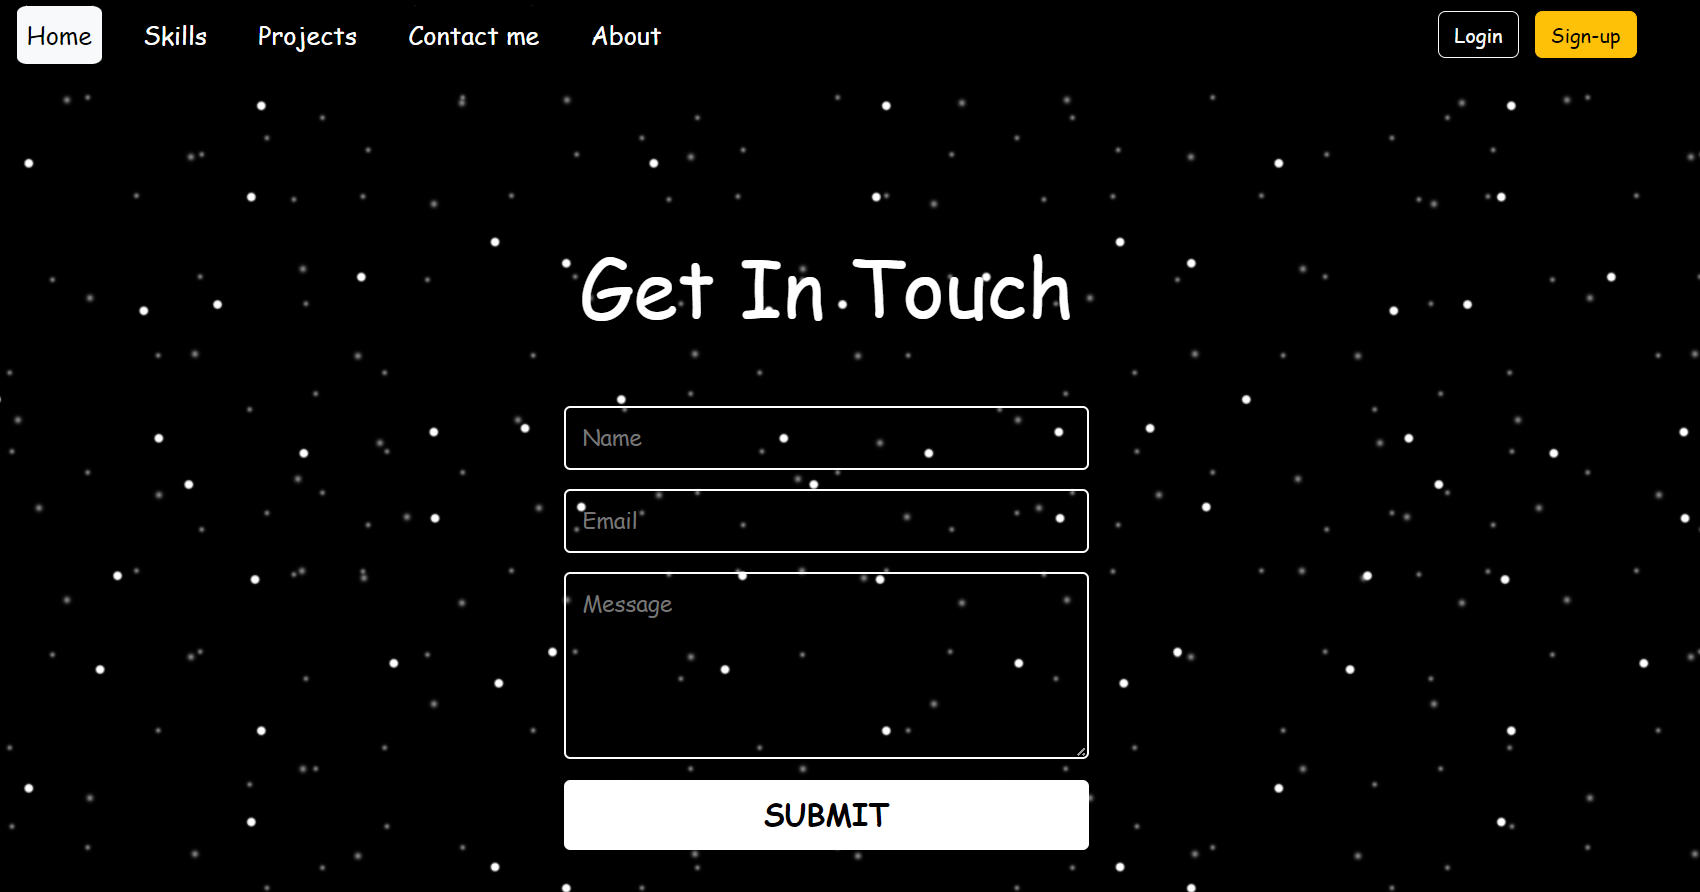 Home Skills Projects Contact me About Login Sign-up
Get In Touch
Name
Email
Message
SUBMIT